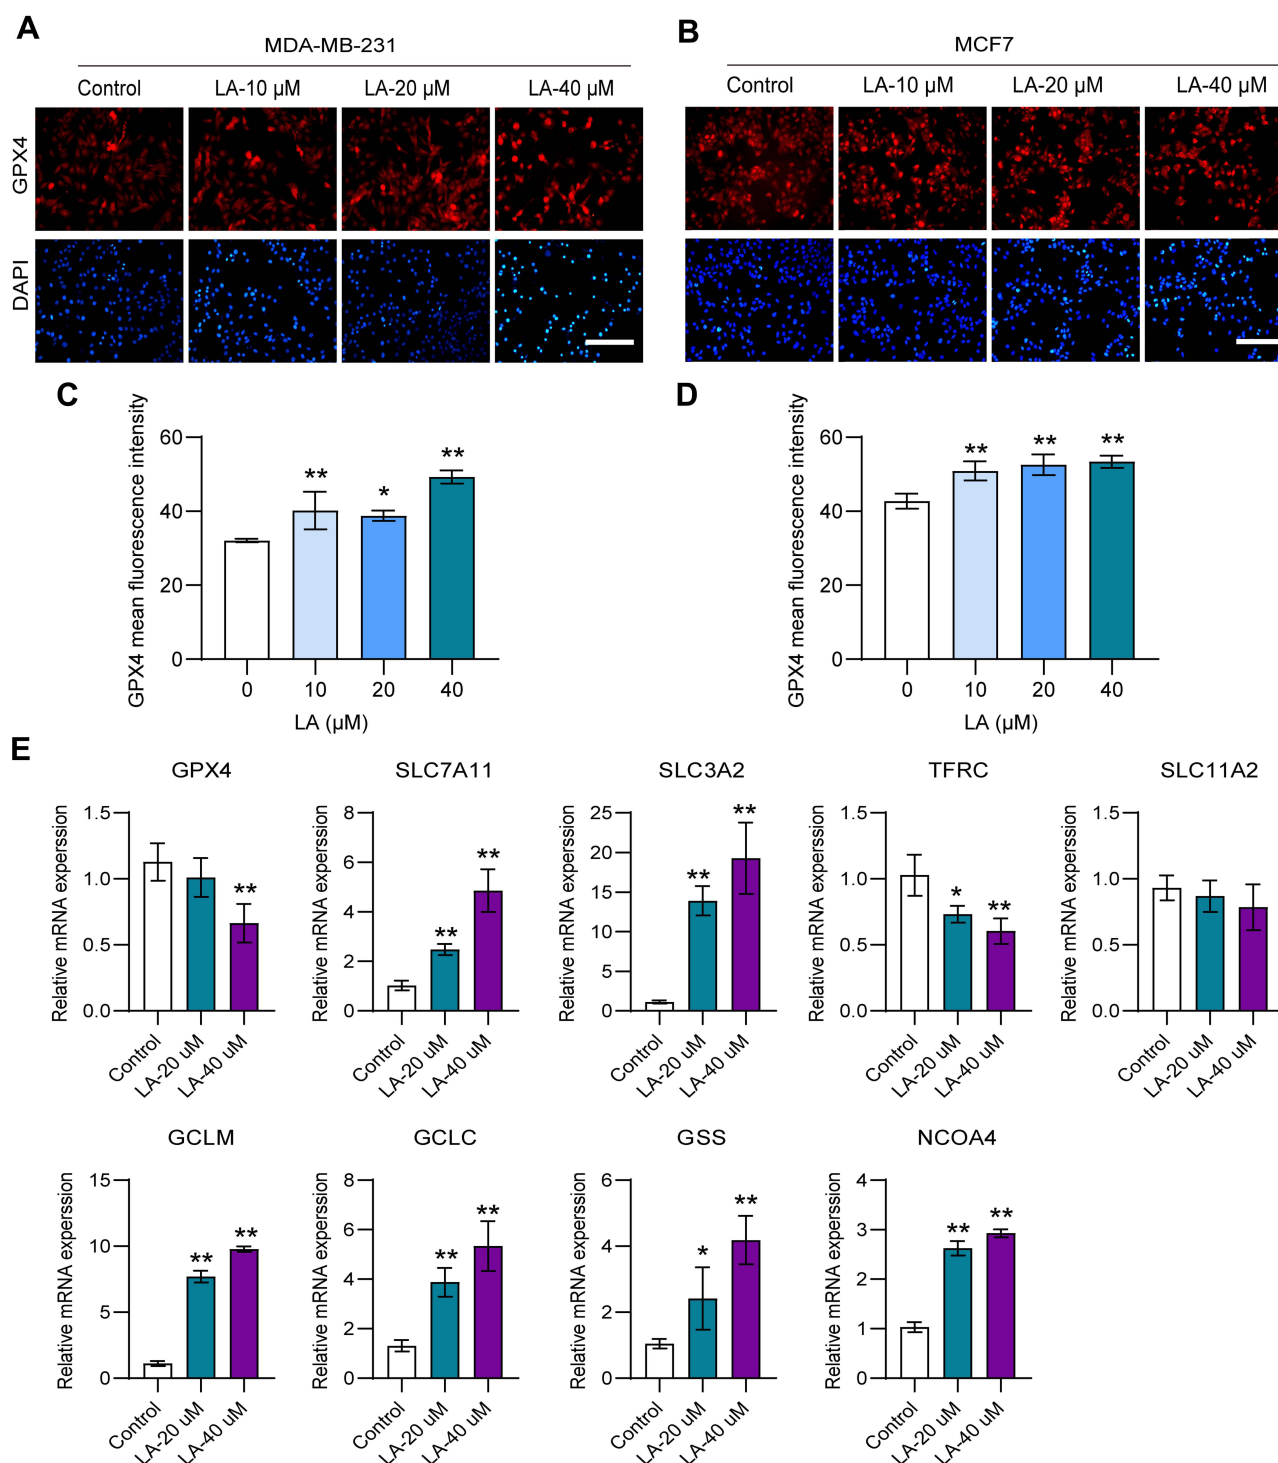 A
MDA-MB-231
Control LA-10 µM LA-20 µM LA-40 µM
GPX4
DAPI
B
MCF7
Control LA-10 µM LA-20 µM LA-40 µM
C
GPX4 mean fluorescence intensity
60
40
20
0
** * **
0 10 20 40
LA (µM)
D
GPX4 mean fluorescence intensity
60
40
20
0
** ** **
0 10 20 40
LA (µM)
E
GPX4
Relative mRNA experssion
1.5
1.0
0.5
0.0
**
Control LA-20 uM LA-40 uM
SLC7A11
Relative mRNA experssion
8
6
4
2
0
** **
Control LA-20 uM LA-40 uM
SLC3A2
Relative mRNA experssion
25
20
15
10
5
0
** **
Control LA-20 uM LA-40 uM
TFRC
Relative mRNA experssion
1.5
1.0
0.5
0.0
* **
Control LA-20 uM LA-40 uM
SLC11A2
Relative mRNA experssion
1.5
1.0
0.5
0.0
Control LA-20 uM LA-40 uM
GCLM
Relative mRNA experssion
15
10
5
0
** **
Control LA-20 uM LA-40 uM
GCLC
Relative mRNA experssion
8
6
4
2
0
** **
Control LA-20 uM LA-40 uM
GSS
Relative mRNA experssion
6
4
2
0
* **
Control LA-20 uM LA-40 uM
NCOA4
Relative mRNA experssion
4
3
2
1
0
** **
Control LA-20 uM LA-40 uM